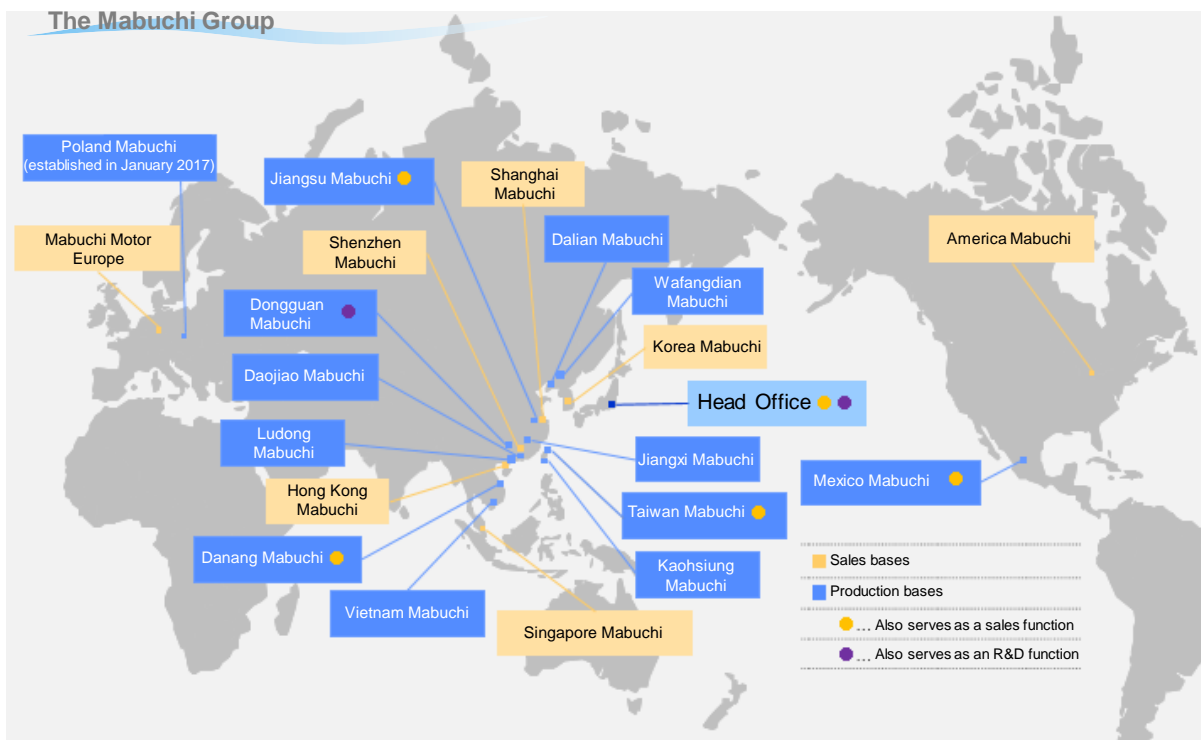 The Mabuchi Group
Poland Mabuchi
(established in January 2017)
Jiangsu Mabuchi
Shanghai
Mabuchi
Mabuchi Motor
Europe
Shenzhen
Mabuchi
Dalian Mabuchi
America Mabuchi
Wafangdian
Mabuchi
Dongguan
Mabuchi
Korea Mabuchi
Daojiao Mabuchi
Head Office
Ludong
Mabuchi
Jiangxi Mabuchi
Mexico Mabuchi
Hong Kong
Mabuchi
Taiwan Mabuchi
Danang Mabuchi
Kaohsiung
Mabuchi
Vietnam Mabuchi
Singapore Mabuchi
Sales bases
Production bases
... Also serves as a sales function
... Also serves as an R&D function